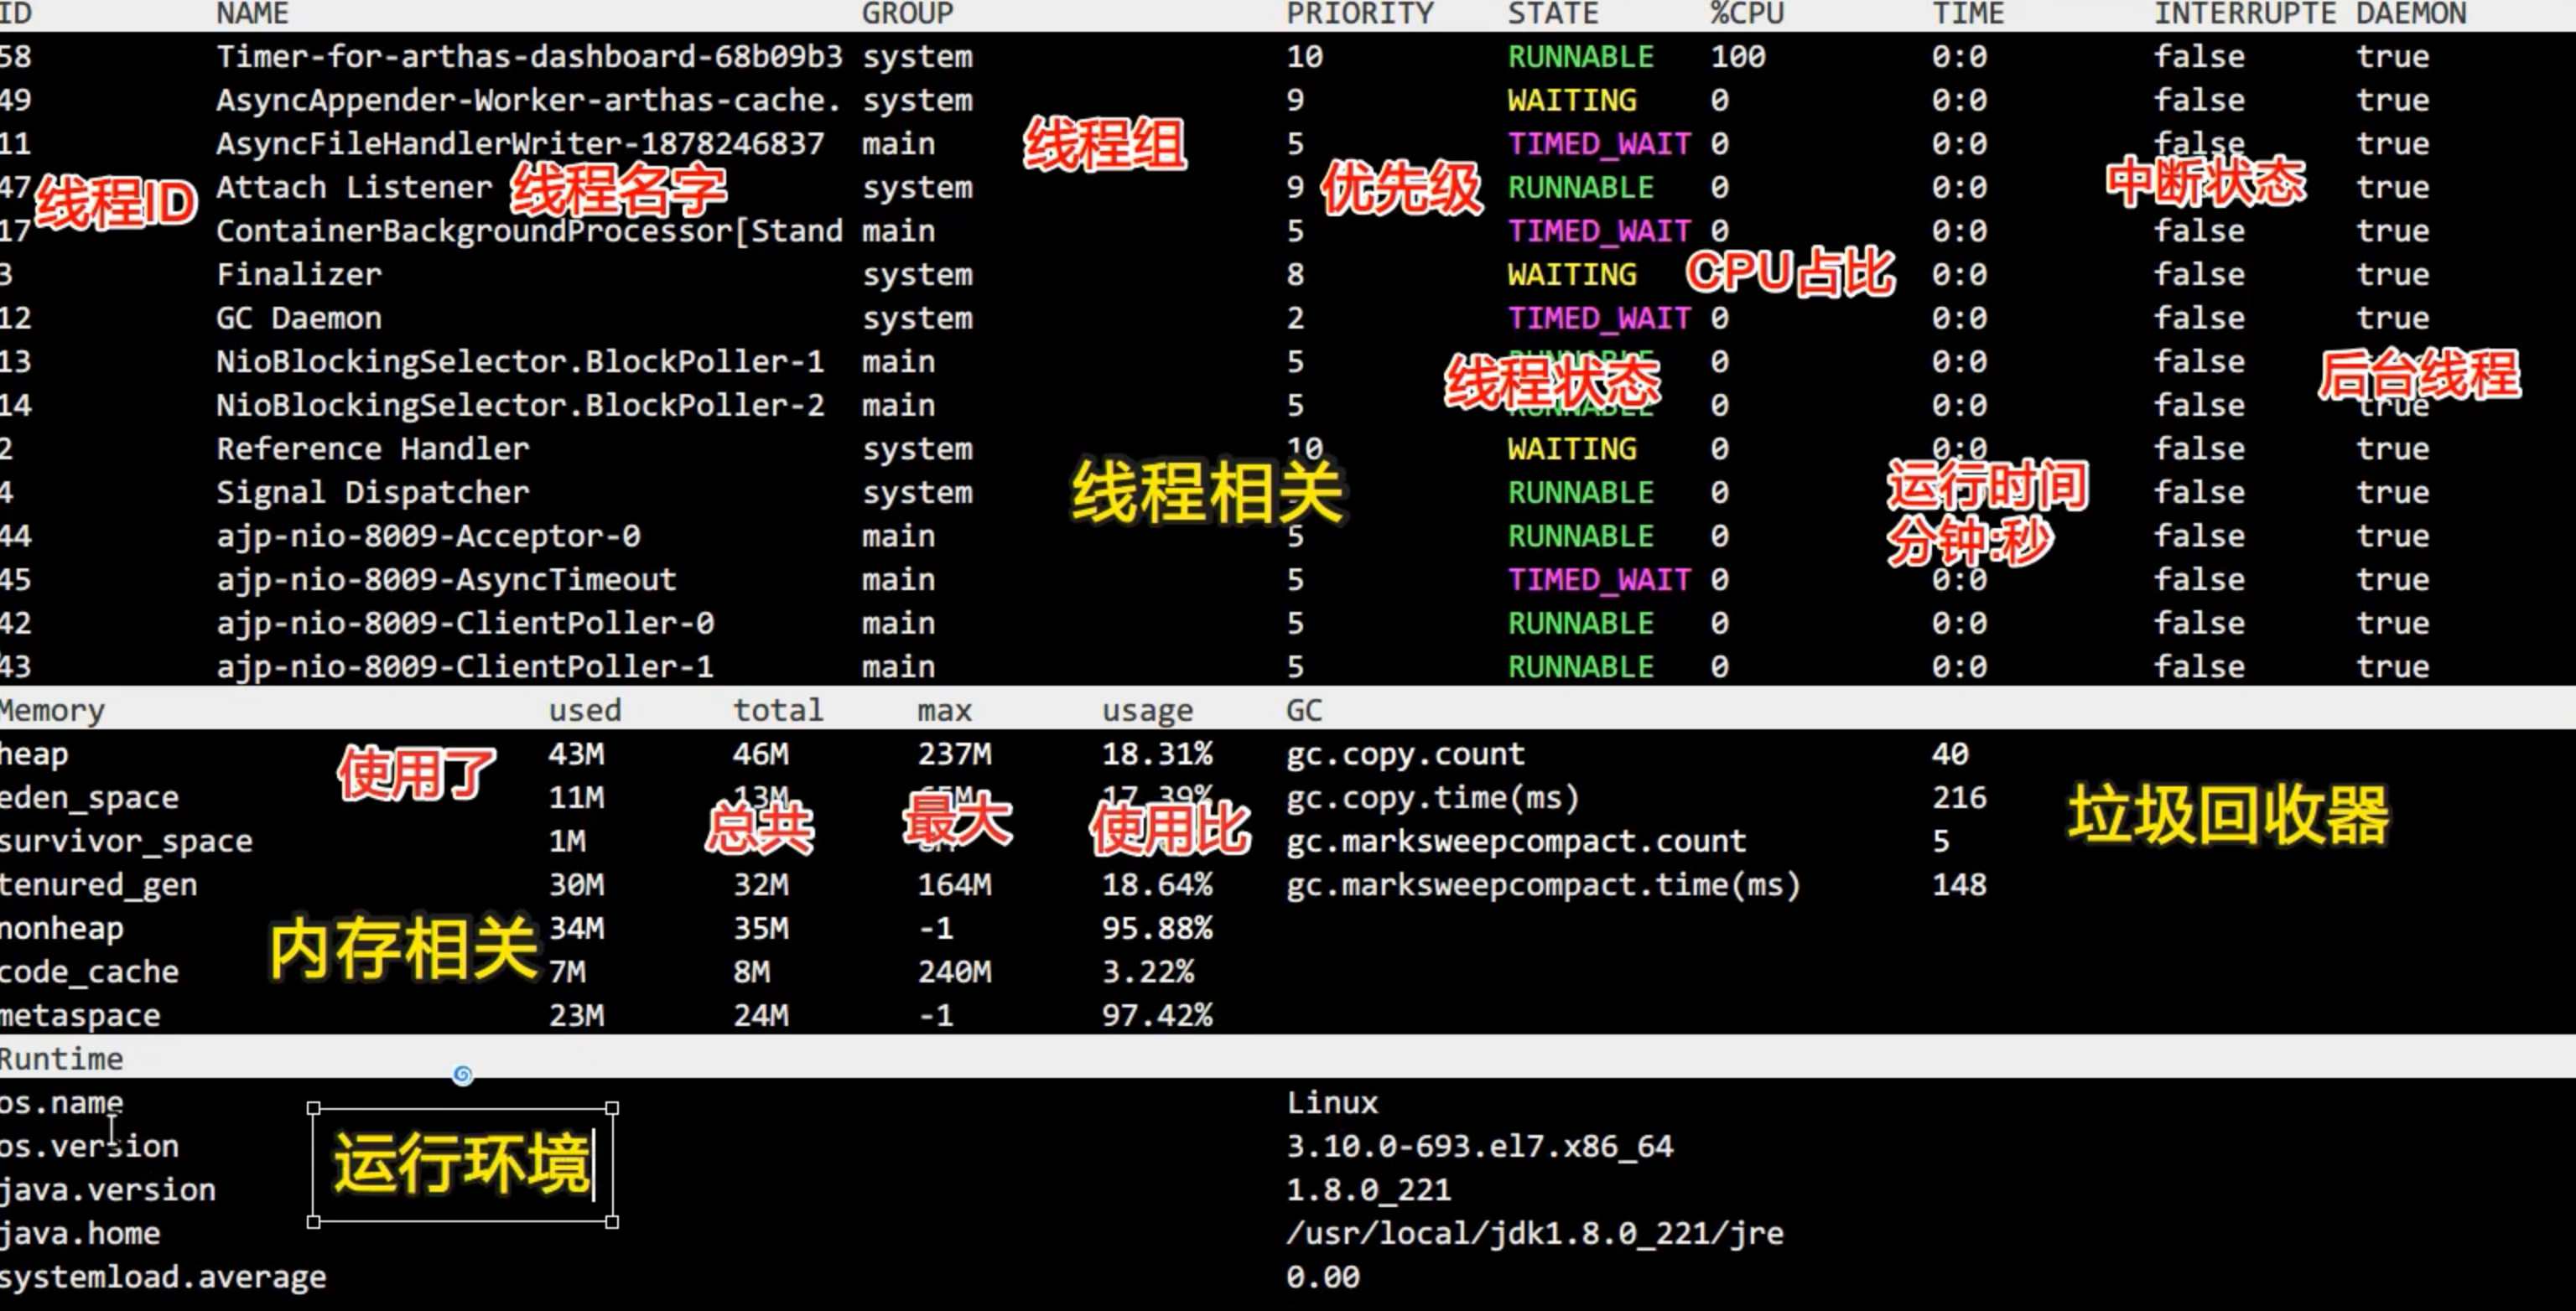 ID NAME GROUP PRIORITY STATE %CPU TIME INTERRUPTE DAEMON
58 Timer-for-arthas-dashboard-68b09b3 system 10 RUNNABLE 100 0:0 false true
49 AsyncAppender-Worker-arthas-cache. system 9 WAITING 0 0:0 false true
11 AsyncFileHandlerWriter-1878246837 main 线程组 5 TIMED_WAIT 0 0:0 false true
47 线程ID Attach Listener 线程名字 system 9 优先级 RUNNABLE 0 0:0 中断状态 true
17 ContainerBackgroundProcessor[Stand main 5 TIMED_WAIT 0 0:0 false true
3 Finalizer system 8 WAITING CPU占比 0:0 false true
12 GC Daemon system 2 TIMED_WAIT 0 0:0 false true
13 NioBlockingSelector.BlockPoller-1 main 5 RUNNABLE 0 0:0 false
线程状态 后台线程
14 NioBlockingSelector.BlockPoller-2 main 5 RUNNABLE 0 0:0 false true
2 Reference Handler system 10 WAITING 0 0:0 false true
4 Signal Dispatcher system 线程相关 RUNNABLE 0 运行时间 false true
44 ajp-nio-8009-Acceptor-0 main 5 RUNNABLE 0 分钟:秒 false true
45 ajp-nio-8009-AsyncTimeout main 5 TIMED_WAIT 0 0:0 false true
42 ajp-nio-8009-ClientPoller-0 main 5 RUNNABLE 0 0:0 false true
43 ajp-nio-8009-ClientPoller-1 main 5 RUNNABLE 0 0:0 false true
Memory used total max usage GC
heap 使用了 43M 46M 237M 18.31% gc.copy.count 40
eden_space 11M 13M 65M 17.39% gc.copy.time(ms) 216
总共 最大 使用比 垃圾回收器
survivor_space 1M gc.marksweepcompact.count 5
tenured_gen 30M 32M 164M 18.64% gc.marksweepcompact.time(ms) 148
nonheap 内存相关 34M 35M -1 95.88%
code_cache 7M 8M 240M 3.22%
metaspace 23M 24M -1 97.42%
Runtime
os.name Linux
os.version 3.10.0-693.el7.x86_64
运行环境
java.version 1.8.0_221
java.home /usr/local/jdk1.8.0_221/jre
systemload.average 0.00